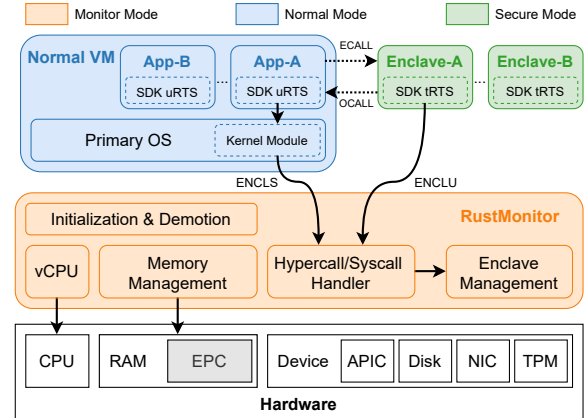 Monitor Mode
Normal Mode
Secure Mode
Normal VM
App-B
App-A
ECALL
Enclave-A
Enclave-B
SDK uRTS
...
SDK uRTS
OCALL
SDK tRTS
...
SDK tRTS
Primary OS
Kernel Module
ENCLS
ENCLU
Initialization & Demotion
RustMonitor
vCPU
Memory
Management
Hypercall/Syscall
Handler
Enclave
Management
CPU
RAM
EPC
Device
APIC
Disk
NIC
TPM
Hardware